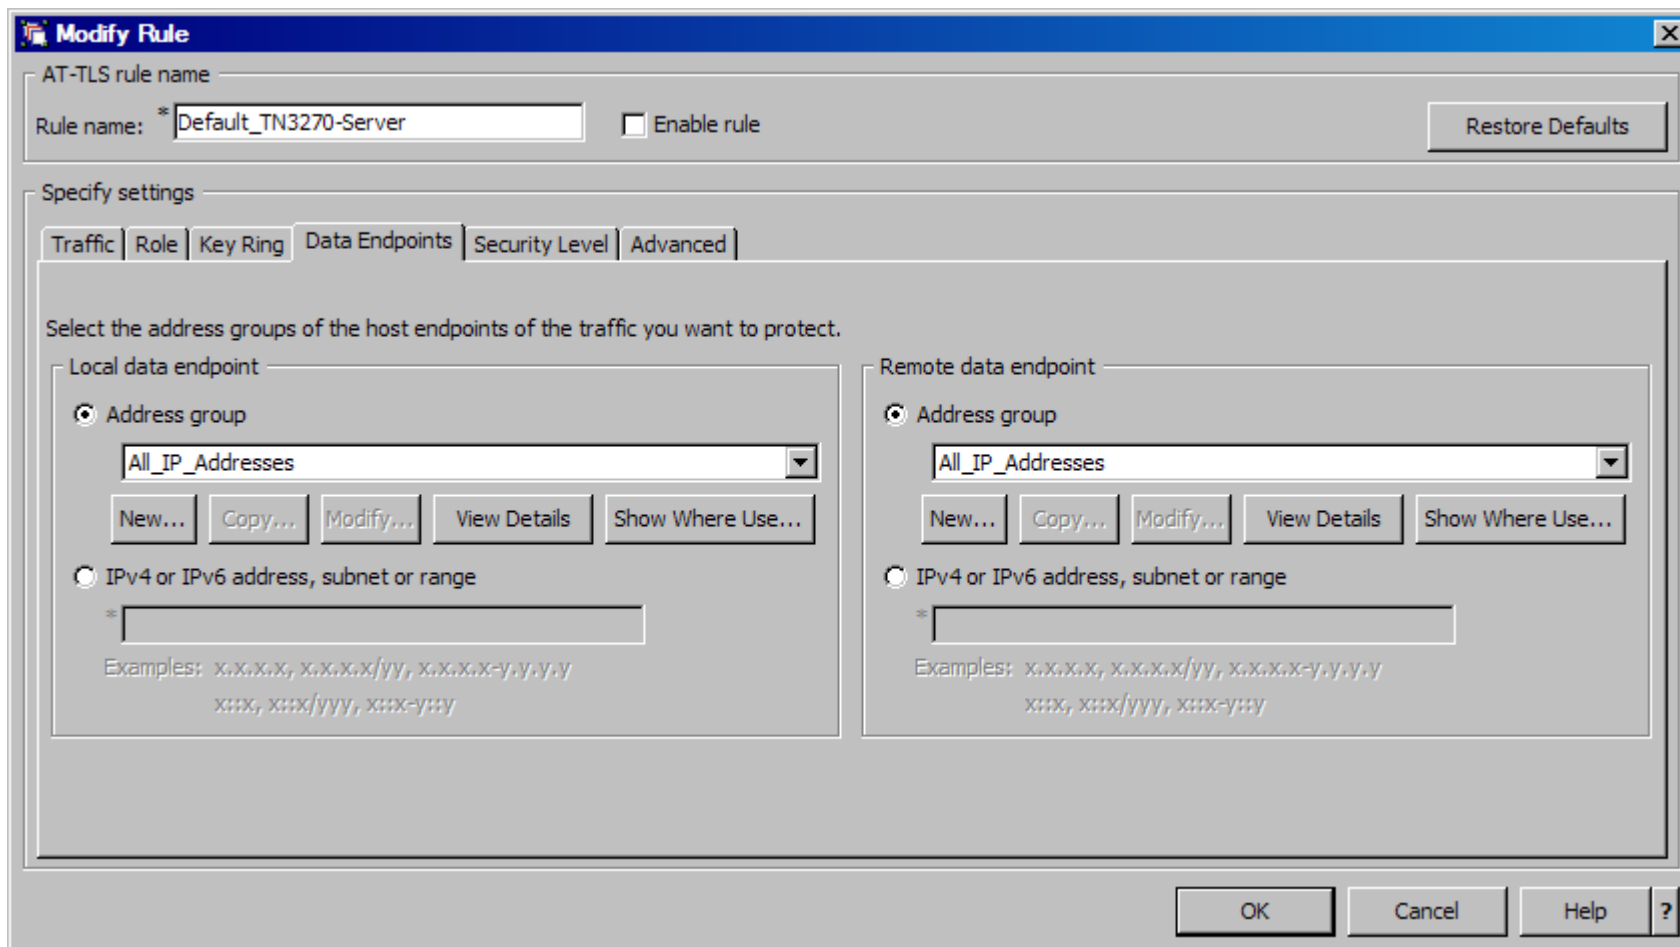 Modify Rule
AT-TLS rule name
Rule name: * Default_TN3270-Server Enable rule Restore Defaults
Specify settings
Traffic Role Key Ring Data Endpoints Security Level Advanced
Select the address groups of the host endpoints of the traffic you want to protect.
Local data endpoint Remote data endpoint
Address group Address group
All_IP_Addresses All_IP_Addresses
New... Copy... Modify... View Details Show Where Use... New... Copy... Modify... View Details Show Where Use...
IPv4 or IPv6 address, subnet or range IPv4 or IPv6 address, subnet or range
* *
Examples: x.x.x.x, x.x.x.x/yy, x.x.x.x-y.y.y.y Examples: x.x.x.x, x.x.x.x/yy, x.x.x.x-y.y.y.y
x::x, x::x/yyy, x::x-y::y x::x, x::x/yyy, x::x-y::y
OK Cancel Help ?